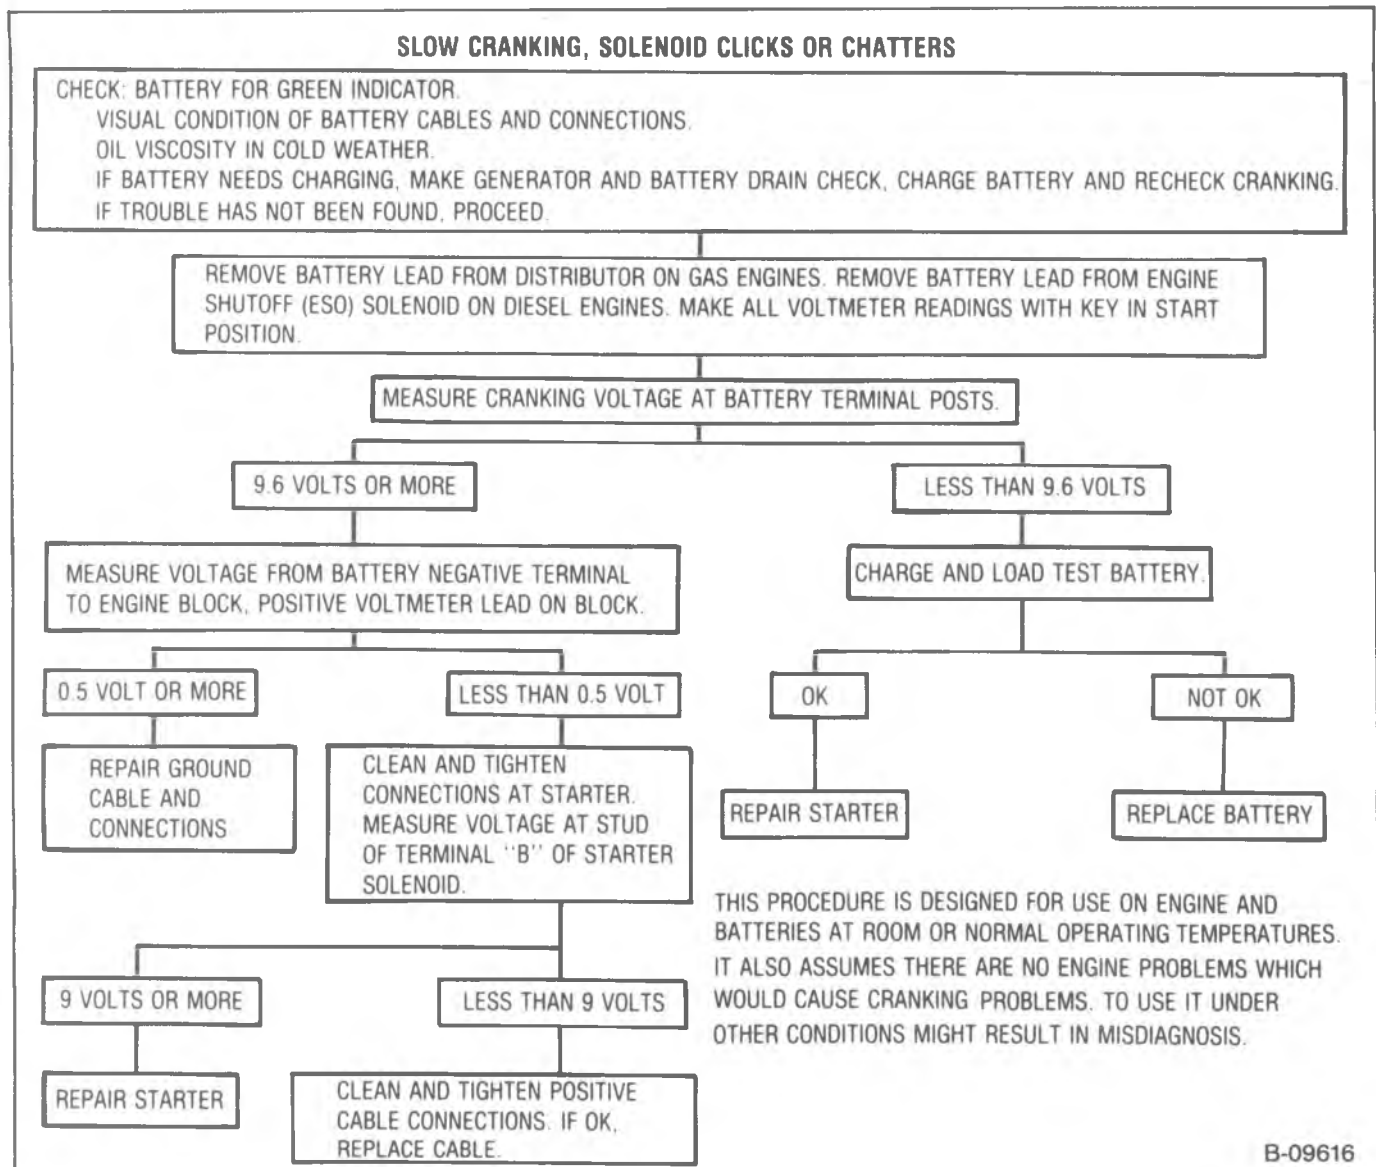 SLOW CRANKING, SOLENOID CLICKS OR CHATTERS
CHECK: BATTERY FOR GREEN INDICATOR.
VISUAL CONDITION OF BATTERY CABLES AND CONNECTIONS.
OIL VISCOSITY IN COLD WEATHER.
IF BATTERY NEEDS CHARGING, MAKE GENERATOR AND BATTERY DRAIN CHECK, CHARGE BATTERY AND RECHECK CRANKING.
IF TROUBLE HAS NOT BEEN FOUND, PROCEED.
REMOVE BATTERY LEAD FROM DISTRIBUTOR ON GAS ENGINES. REMOVE BATTERY LEAD FROM ENGINE
SHUTOFF (ESO) SOLENOID ON DIESEL ENGINES. MAKE ALL VOLTMETER READINGS WITH KEY IN START
POSITION.
MEASURE CRANKING VOLTAGE AT BATTERY TERMINAL POSTS.
9.6 VOLTS OR MORE
LESS THAN 9.6 VOLTS
MEASURE VOLTAGE FROM BATTERY NEGATIVE TERMINAL
TO ENGINE BLOCK, POSITIVE VOLTMETER LEAD ON BLOCK.
CHARGE AND LOAD TEST BATTERY.
0.5 VOLT OR MORE
LESS THAN 0.5 VOLT
OK
NOT OK
REPAIR GROUND
CABLE AND
CONNECTIONS
CLEAN AND TIGHTEN
CONNECTIONS AT STARTER.
MEASURE VOLTAGE AT STUD
OF TERMINAL "B" OF STARTER
SOLENOID.
REPAIR STARTER
REPLACE BATTERY
9 VOLTS OR MORE
LESS THAN 9 VOLTS
REPAIR STARTER
CLEAN AND TIGHTEN POSITIVE
CABLE CONNECTIONS. IF OK,
REPLACE CABLE.
THIS PROCEDURE IS DESIGNED FOR USE ON ENGINE AND
BATTERIES AT ROOM OR NORMAL OPERATING TEMPERATURES.
IT ALSO ASSUMES THERE ARE NO ENGINE PROBLEMS WHICH
WOULD CAUSE CRANKING PROBLEMS. TO USE IT UNDER
OTHER CONDITIONS MIGHT RESULT IN MISDIAGNOSIS.
B-09616